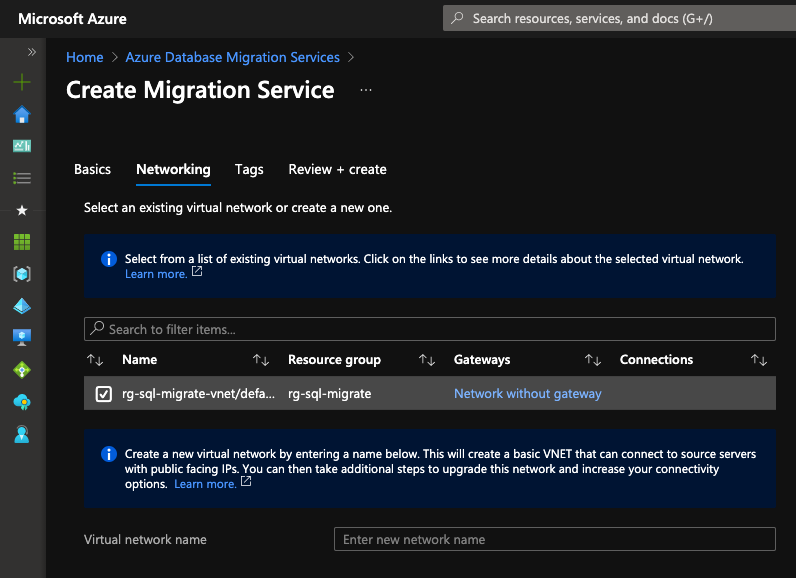 Microsoft Azure
Search resources, services, and docs (G+/)
Home > Azure Database Migration Services >
Create Migration Service ...
Basics Networking Tags Review + create
Select an existing virtual network or create a new one.
Select from a list of existing virtual networks. Click on the links to see more details about the selected virtual network.
Learn more.
Search to filter items...
Name Resource group Gateways Connections
rg-sql-migrate-vnet/defa... rg-sql-migrate Network without gateway
Create a new virtual network by entering a name below. This will create a basic VNET that can connect to source servers
with public facing IPs. You can then take additional steps to upgrade this network and increase your connectivity
options. Learn more.
Virtual network name Enter new network name